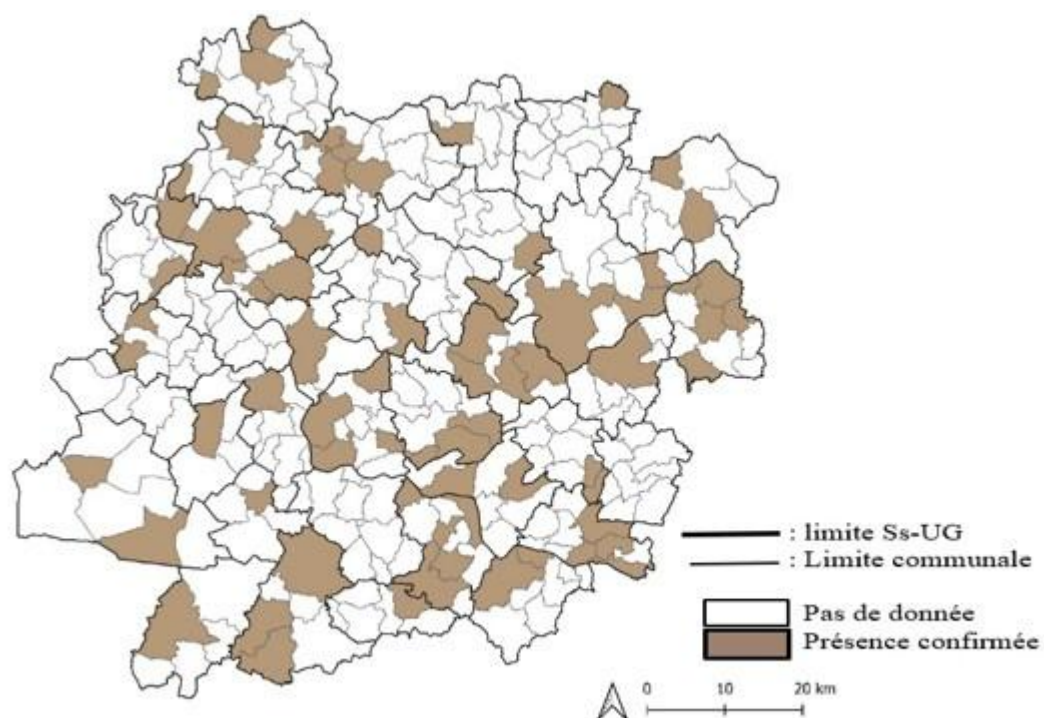 : limite Ss-UG
: Limite communale
Pas de donnée
Présence confirmée
0 10 20 km